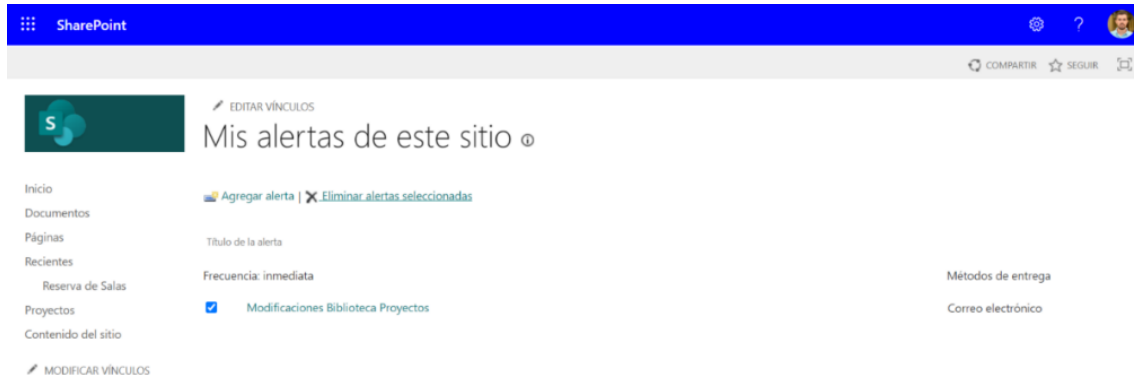 SharePoint
?
COMPARTIR SEGUIR
S
EDITAR VÍNCULOS
Mis alertas de este sitio
Inicio
Documentos
Páginas
Recientes
Reserva de Salas
Proyectos
Contenido del sitio
MODIFICAR VÍNCULOS
Agregar alerta | Eliminar alertas seleccionadas
Título de la alerta
Frecuencia: inmediata Métodos de entrega
Modificaciones Biblioteca Proyectos Correo electrónico